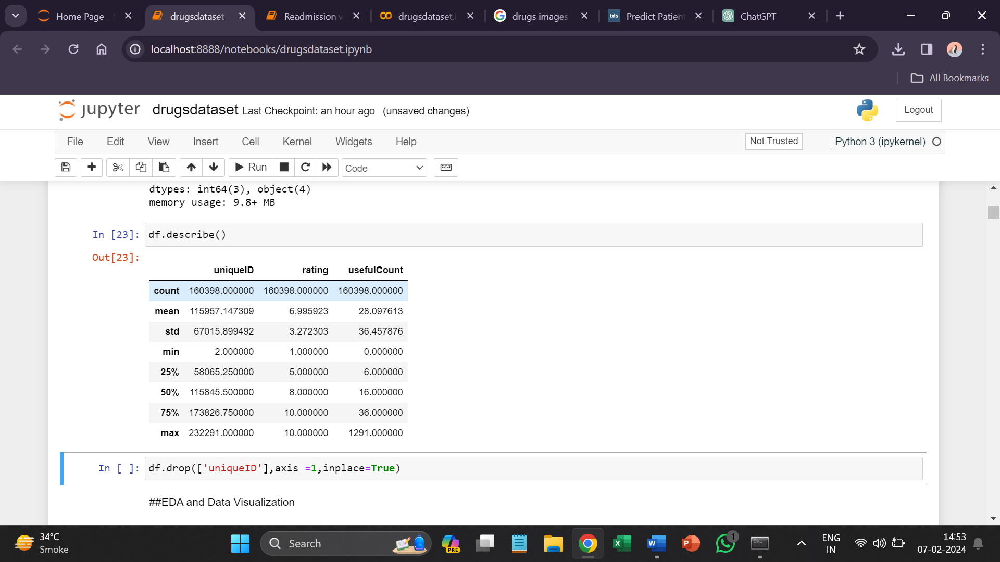 Home Page - S
drugsdataset -
Readmission w
drugsdataset.i
drugs images
tds
Predict Patient
ChatGPT
localhost:8888/notebooks/drugsdataset.ipynb
All Bookmarks
jupyter drugsdataset Last Checkpoint: an hour ago (unsaved changes)
Logout
File Edit View Insert Cell Kernel Widgets Help
Not Trusted
Python 3 (ipykernel)
Run
Code
dtypes: int64(3), object(4)
memory usage: 9.8+ MB
In [23]: df.describe()
Out[23]:
uniqueID rating usefulCount
count 160398.000000 160398.000000 160398.000000
mean 115957.147309 6.995923 28.097613
std 67015.899492 3.272303 36.457876
min 2.000000 1.000000 0.000000
25% 58065.250000 5.000000 6.000000
50% 115845.500000 8.000000 16.000000
75% 173826.750000 10.000000 36.000000
max 232291.000000 10.000000 1291.000000
In [ ]: df.drop(['uniqueID'],axis =1,inplace=True)
##EDA and Data Visualization
34°C
Smoke
Search
PRE
X
W
P
1
ENG
IN
14:53
07-02-2024